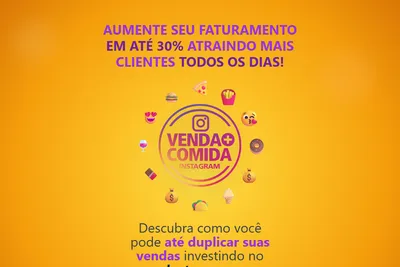 AUMENTE SEU FATURAMENTO
EM ATÉ 30% ATRAINDO MAIS
CLIENTES TODOS OS DIAS!
VENDA+
COMIDA
INSTAGRAM
Descubra como você
pode até duplicar suas
vendas investindo no